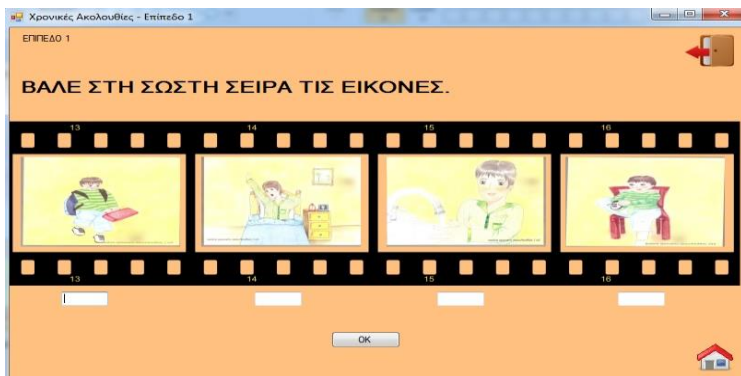 Χρονικές Ακολουθίες - Επίπεδο 1
ΕΠΙΠΕΔΟ 1
ΒΑΛΕ ΣΤΗ ΣΩΣΤΗ ΣΕΙΡΑ ΤΙΣ ΕΙΚΟΝΕΣ.
13 14 15 16
13 14 15 16
OK